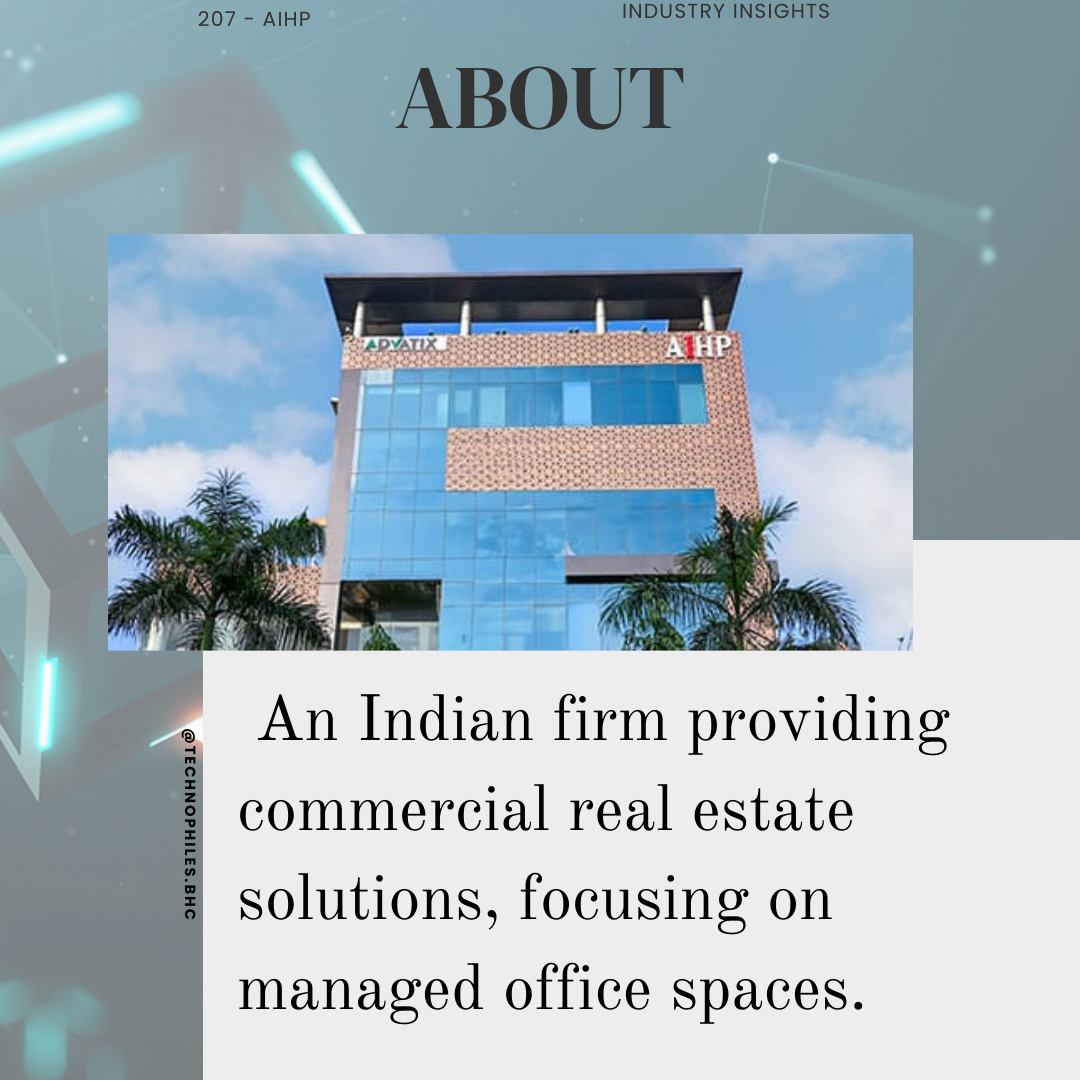 207 - AIHP
INDUSTRY INSIGHTS
ABOUT
ADVATIX
AIHP
An Indian firm providing
commercial real estate
solutions, focusing on
managed office spaces.
@TECHNOPHILES.BHC